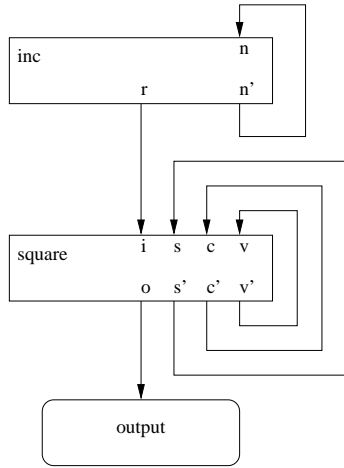 n
inc
r n’
i s c v
square
o s’ c’ v’
output